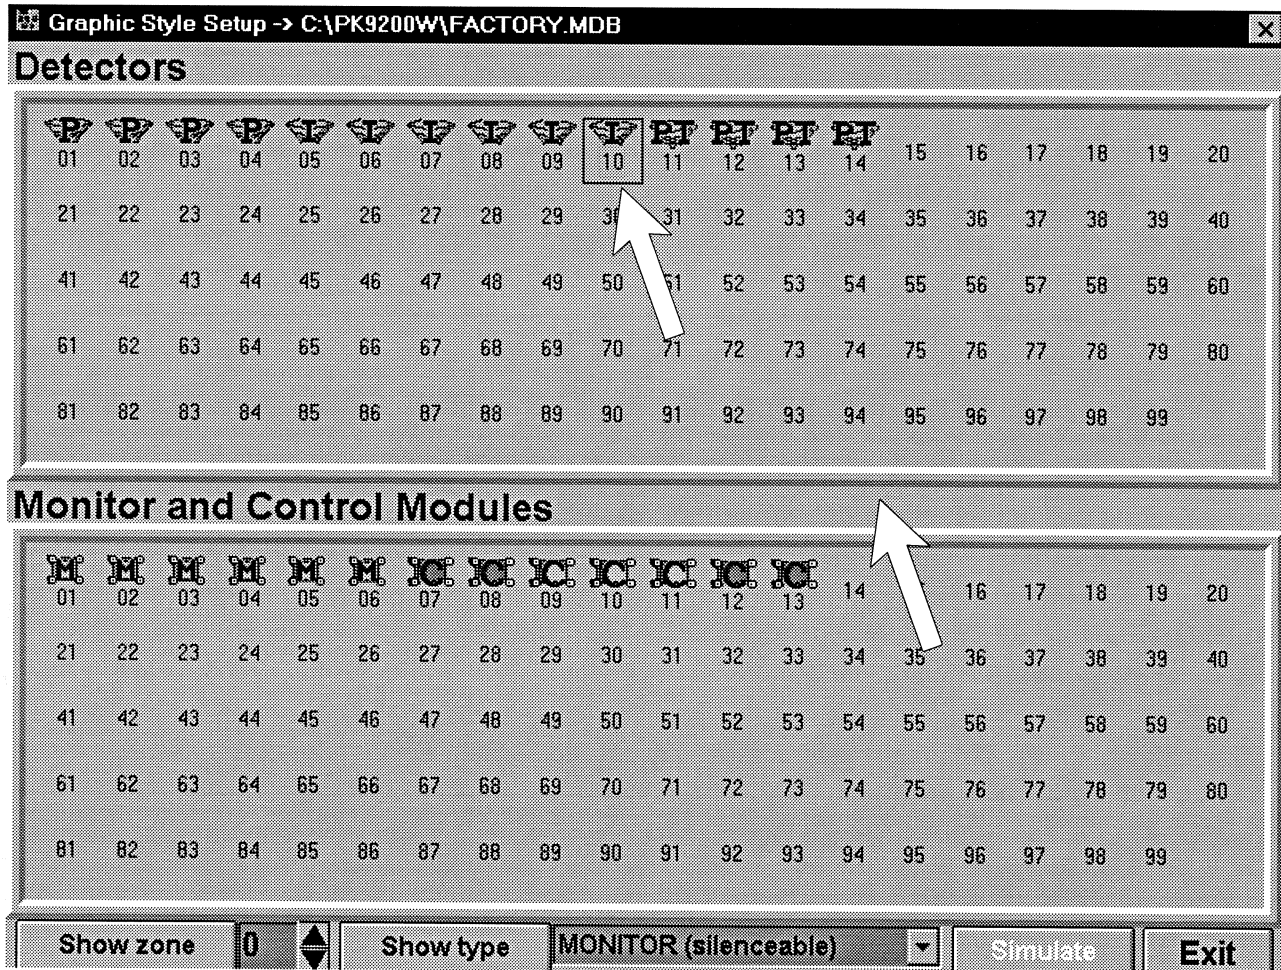 Graphic Style Setup -> C:\PK9200W\FACTORY.MDB
Detectors
P P P P I I I I I I P.T P.T P.T P.T
01 02 03 04 05 06 07 08 09 10 11 12 13 14 15 16 17 18 19 20
21 22 23 24 25 26 27 28 29 30 31 32 33 34 35 36 37 38 39 40
41 42 43 44 45 46 47 48 49 50 51 52 53 54 55 56 57 58 59 60
61 62 63 64 65 66 67 68 69 70 71 72 73 74 75 76 77 78 79 80
81 82 83 84 85 86 87 88 89 90 91 92 93 94 95 96 97 98 99
Monitor and Control Modules
M M M M M M C C C C C C C
01 02 03 04 05 06 07 08 09 10 11 12 13 14 16 17 18 19 20
21 22 23 24 25 26 27 28 29 30 31 32 33 34 35 36 37 38 39 40
41 42 43 44 45 46 47 48 49 50 51 52 53 54 55 56 57 58 59 60
61 62 63 64 65 66 67 68 69 70 71 72 73 74 75 76 77 78 79 80
81 82 83 84 85 86 87 88 89 90 91 92 93 94 95 96 97 98 99
Show zone 0 Show type MONITOR (silenceable) Simulate Exit